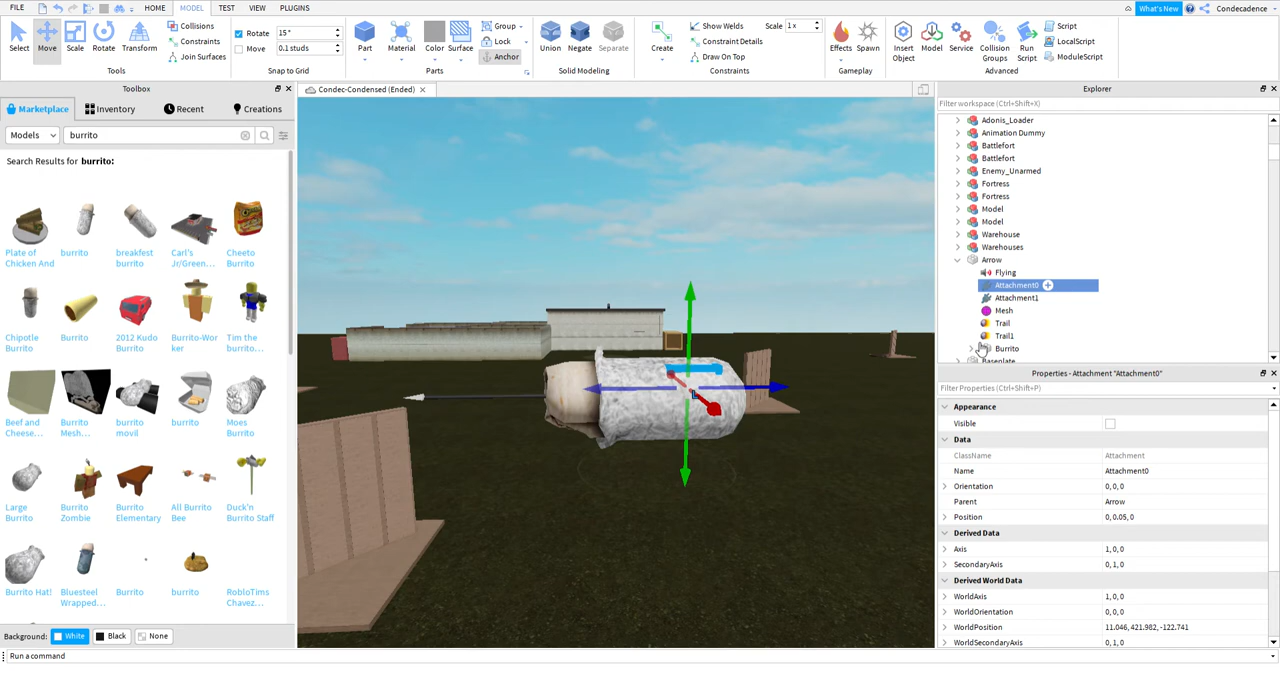 FILE HOME MODEL TEST VIEW PLUGINS What's New Condecadence
Select Move Scale Rotate Transform
Collisions
Constraints
Join Surfaces
Tools
Rotate 15°
Move 0.1 studs
Snap to Grid
Part Material Color Surface
Group
Lock
Anchor
Parts
Union Negate Separate
Solid Modeling
Create
Show Welds Scale 1 x
Constraint Details
Draw On Top
Constraints
Effects Spawn
Gameplay
Insert Object
Model
Service
Collision Groups
Run Script
Script
LocalScript
ModuleScript
Advanced
Toolbox
Marketplace Inventory Recent Creations
Models burrito
Search Results for burrito:
Plate of Chicken And
burrito
breakfast burrito
Carl's Jr/Green...
Cheeto Burrito
Chipotle Burrito
Burrito
2012 Kudo Burrito
Burrito-Wor ker
Tim the burrito...
Beef and Cheese...
Burrito Mesh...
burrito movil
burrito
Moes Burrito
Large Burrito
Burrito Zombie
Burrito Elementary
All Burrito Bee
Duck'n Burrito Staff
Burrito Hat!
Bluesteel Wrapped...
Burrito
burrito
RobloTims Chavez...
Background: White Black None
Run a command
Condec-Condensed (Ended)
Explorer
Filter workspace (Ctrl+Shift+X)
Adonis_Loader
Animation Dummy
Battlefort
Battlefort
Enemy_Unarmed
Fortress
Fortress
Model
Model
Warehouse
Warehouses
Arrow
Flying
Attachment0
Attachment1
Mesh
Trail
Trail1
Burrito
Baseplate
Properties - Attachment "Attachment0"
Filter Properties (Ctrl+Shift+P)
Appearance
Visible
Data
ClassName Attachment
Name Attachment0
Orientation 0, 0, 0
Parent Arrow
Position 0, 0.05, 0
Derived Data
Axis 1, 0, 0
SecondaryAxis 0, 1, 0
Derived World Data
WorldAxis 1, 0, 0
WorldOrientation 0, 0, 0
WorldPosition 11.046, 421.982, -122.741
WorldSecondaryAxis 0, 1, 0